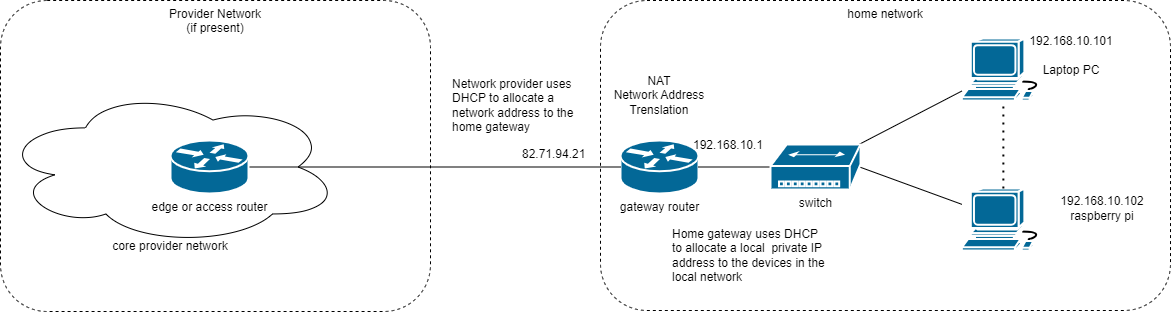 Provider Network
(if present)
home network
192.168.10.101
Laptop PC
Network provider uses
DHCP to allocate a
network address to the
home gateway
NAT
Network Address
Translation
82.71.94.21
192.168.10.1
edge or access router
gateway router
switch
192.168.10.102
raspberry pi
core provider network
Home gateway uses DHCP
to allocate a local  private IP
address to the devices in the
local network